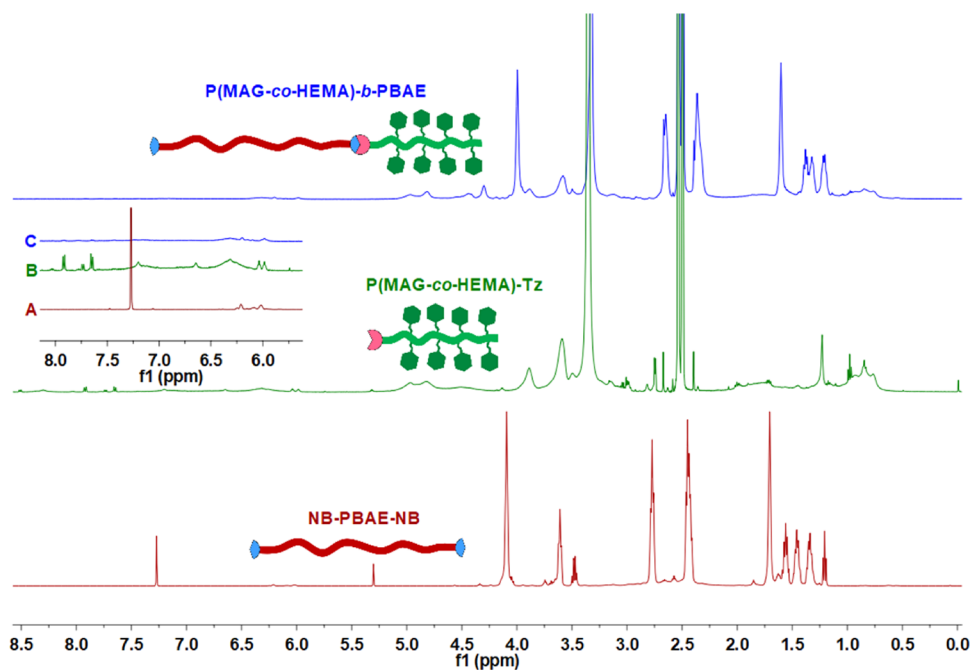 P(MAG-co-HEMA)-b-PBAE
C
B
A
8.0 7.5 7.0 6.5 6.0
f1 (ppm)
P(MAG-co-HEMA)-Tz
NB-PBAE-NB
8.5 8.0 7.5 7.0 6.5 6.0 5.5 5.0 4.5 4.0 3.5 3.0 2.5 2.0 1.5 1.0 0.5 0.0
f1 (ppm)